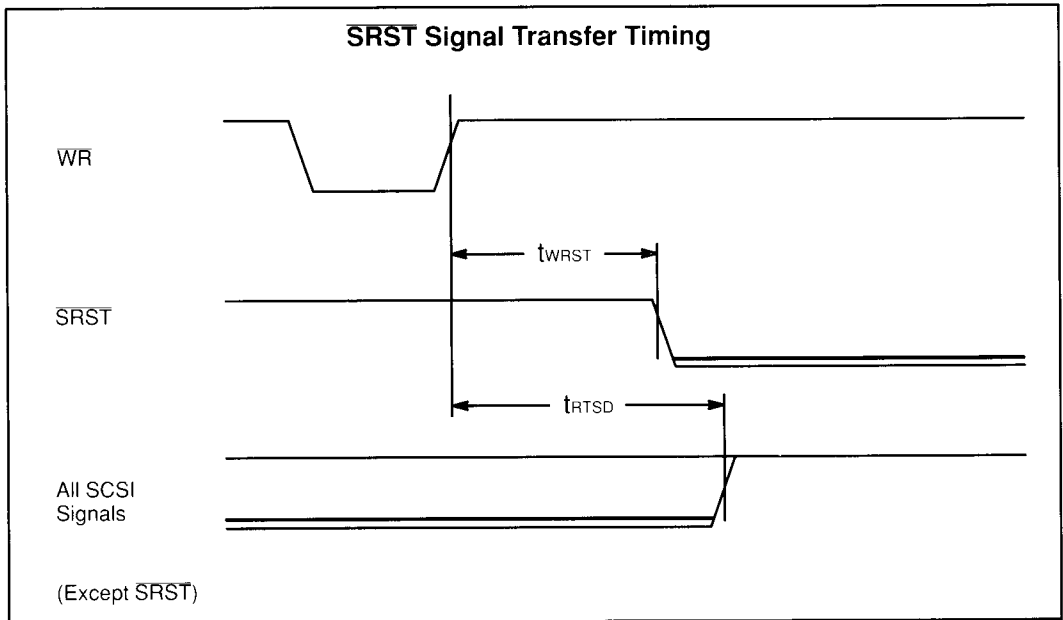 SRST Signal Transfer Timing
WR
tWRST
SRST
tRTSD
All SCSI
Signals
(Except SRST)